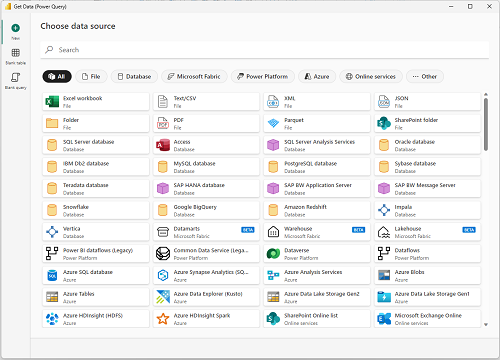 Get Data (Power Query)
Choose data source
New
Blank table
Blank query
Search
All
File
Database
Microsoft Fabric
Power Platform
Azure
Online services
Other
Excel workbook
File
Text/CSV
File
XML
File
JSON
File
Folder
File
PDF
File
Parquet
File
SharePoint folder
File
SQL Server database
Database
Access
Database
SQL Server Analysis Services
Database
Oracle database
Database
IBM Db2 database
Database
MySQL database
Database
PostgreSQL database
Database
Sybase database
Database
Teradata database
Database
SAP HANA database
Database
SAP BW Application Server
Database
SAP BW Message Server
Database
Snowflake
Database
Google BigQuery
Database
Amazon Redshift
Database
Impala
Database
Vertica
Database
Datamarts
Microsoft Fabric
BETA
Warehouse
Microsoft Fabric
BETA
Lakehouse
Microsoft Fabric
BETA
Power BI dataflows (Legacy)
Power Platform
Common Data Service (Lega...
Power Platform
Dataverse
Power Platform
Dataflows
Power Platform
Azure SQL database
Azure
Azure Synapse Analytics (SQ...
Azure
Azure Analysis Services
Azure
Azure Blobs
Azure
Azure Tables
Azure
Azure Data Explorer (Kusto)
Azure
Azure Data Lake Storage Gen2
Azure
Azure Data Lake Storage Gen1
Azure
Azure HDInsight (HDFS)
Azure
Azure HDInsight Spark
Azure
SharePoint Online list
Online services
Microsoft Exchange Online
Online services